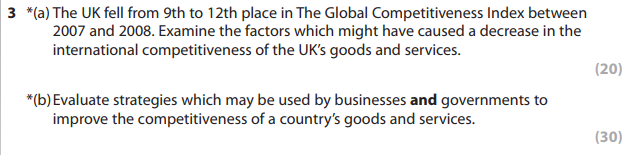 3 *(a) The UK fell from 9th to 12th place in The Global Competitiveness Index between
2007 and 2008. Examine the factors which might have caused a decrease in the
international competitiveness of the UK's goods and services.
(20)
*(b) Evaluate strategies which may be used by businesses and governments to
improve the competitiveness of a country's goods and services.
(30)